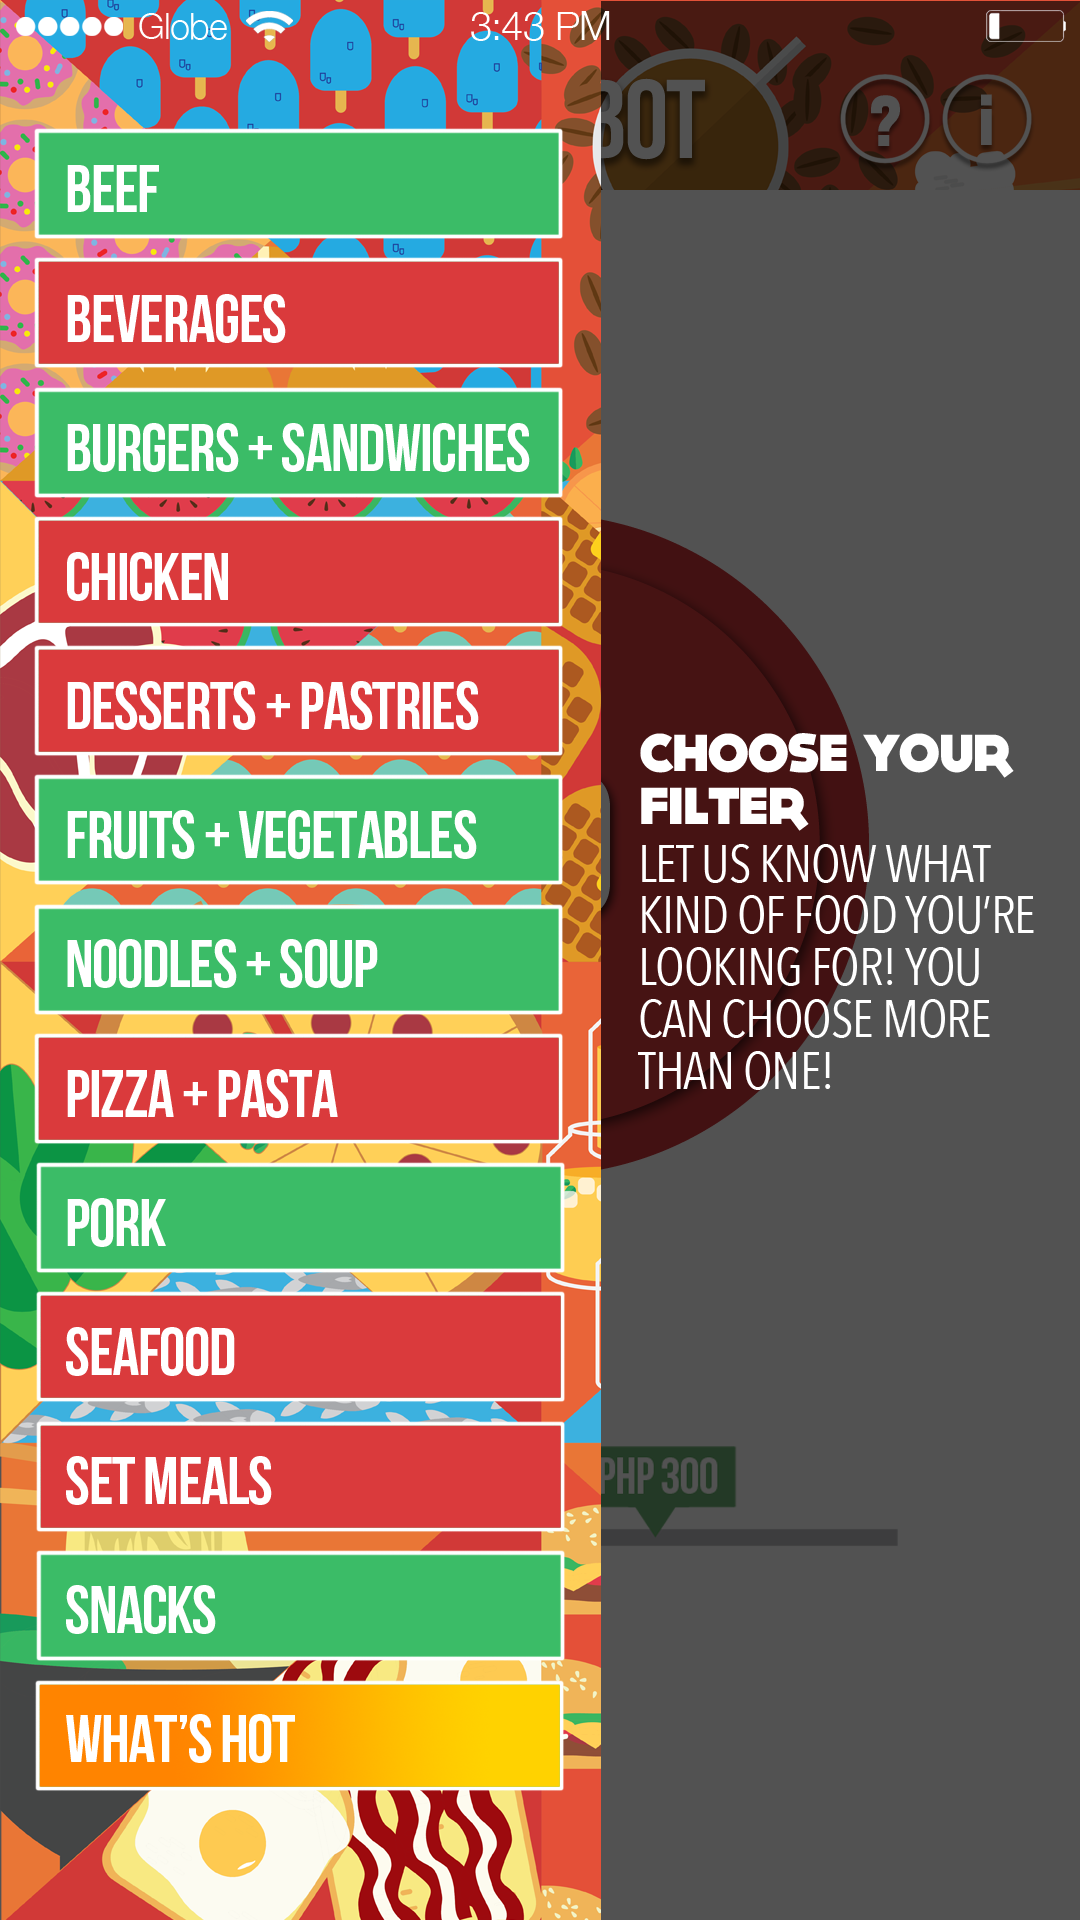 Globe 3:43 PM
BOT ? i
BEEF
BEVERAGES
BURGERS + SANDWICHES
CHICKEN
DESSERTS + PASTRIES
FRUITS + VEGETABLES
NOODLES + SOUP
PIZZA + PASTA
PORK
SEAFOOD
SET MEALS
SNACKS
WHAT'S HOT
CHOOSE YOUR
FILTER
LET US KNOW WHAT
KIND OF FOOD YOU'RE
LOOKING FOR! YOU
CAN CHOOSE MORE
THAN ONE!
PHP 300